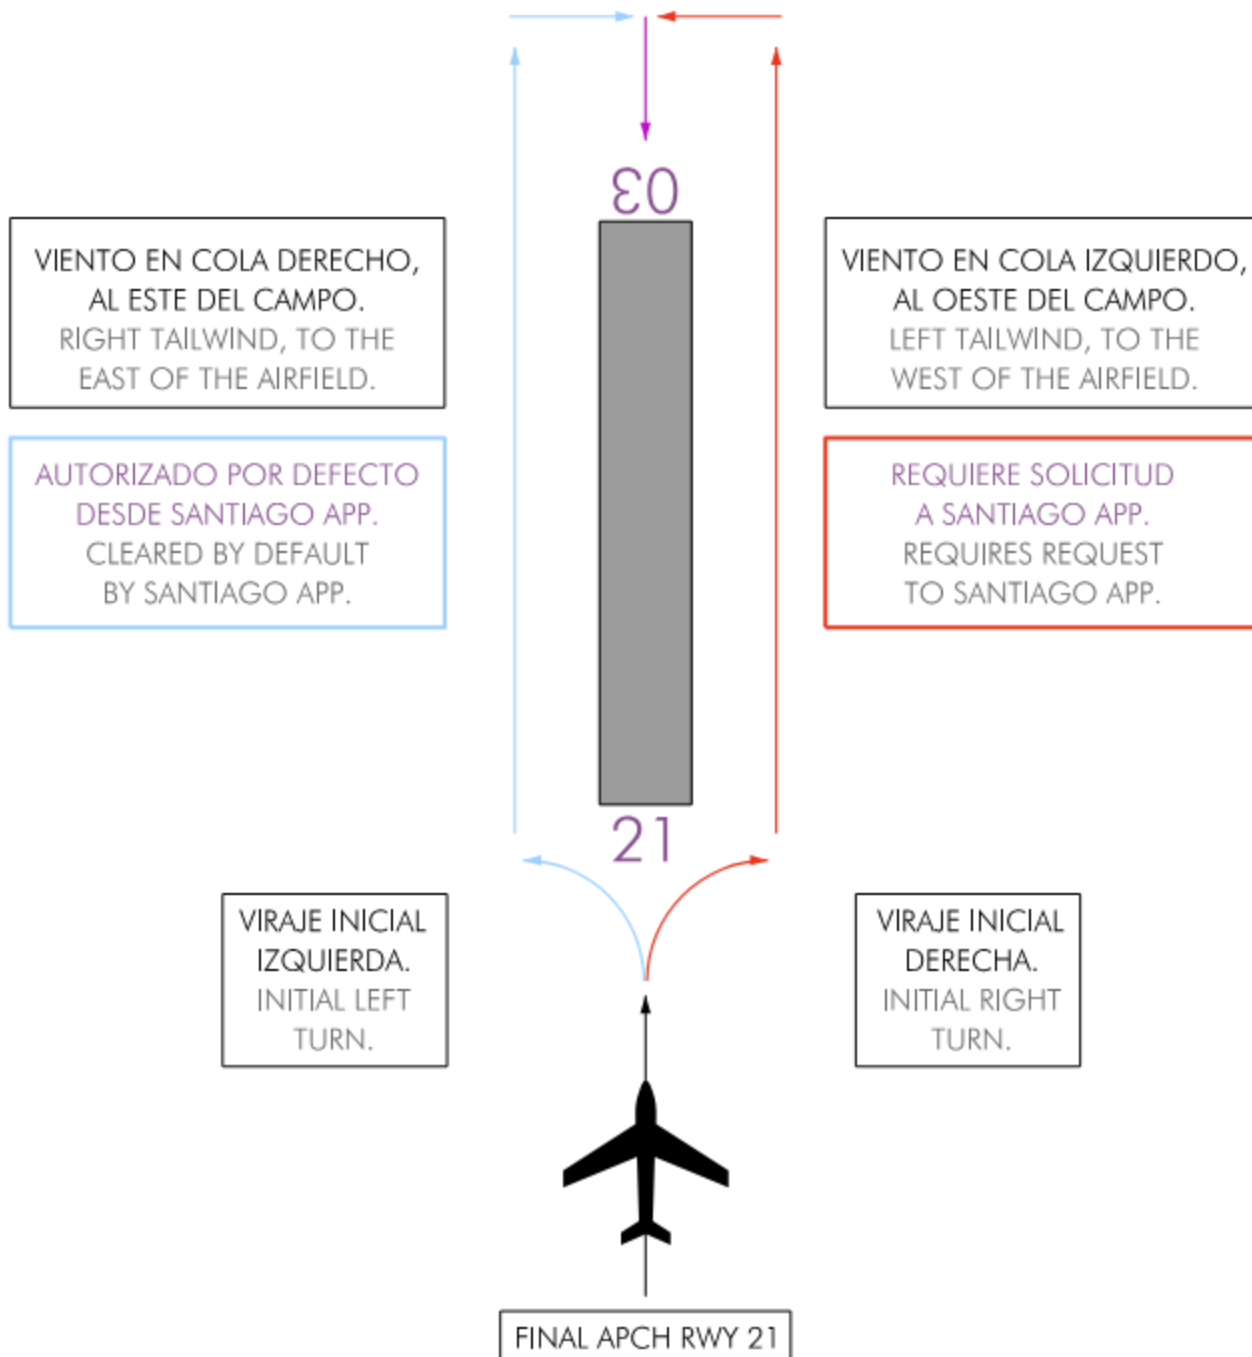 03
VIENTO EN COLA DERECHO,
AL ESTE DEL CAMPO.
RIGHT TAILWIND, TO THE
EAST OF THE AIRFIELD.
VIENTO EN COLA IZQUIERDO,
AL OESTE DEL CAMPO.
LEFT TAILWIND, TO THE
WEST OF THE AIRFIELD.
AUTORIZADO POR DEFECTO
DESDE SANTIAGO APP.
CLEARED BY DEFAULT
BY SANTIAGO APP.
REQUIERE SOLICITUD
A SANTIAGO APP.
REQUIRES REQUEST
TO SANTIAGO APP.
21
VIRAJE INICIAL
IZQUIERDA.
INITIAL LEFT
TURN.
VIRAJE INICIAL
DERECHA.
INITIAL RIGHT
TURN.
FINAL APCH RWY 21